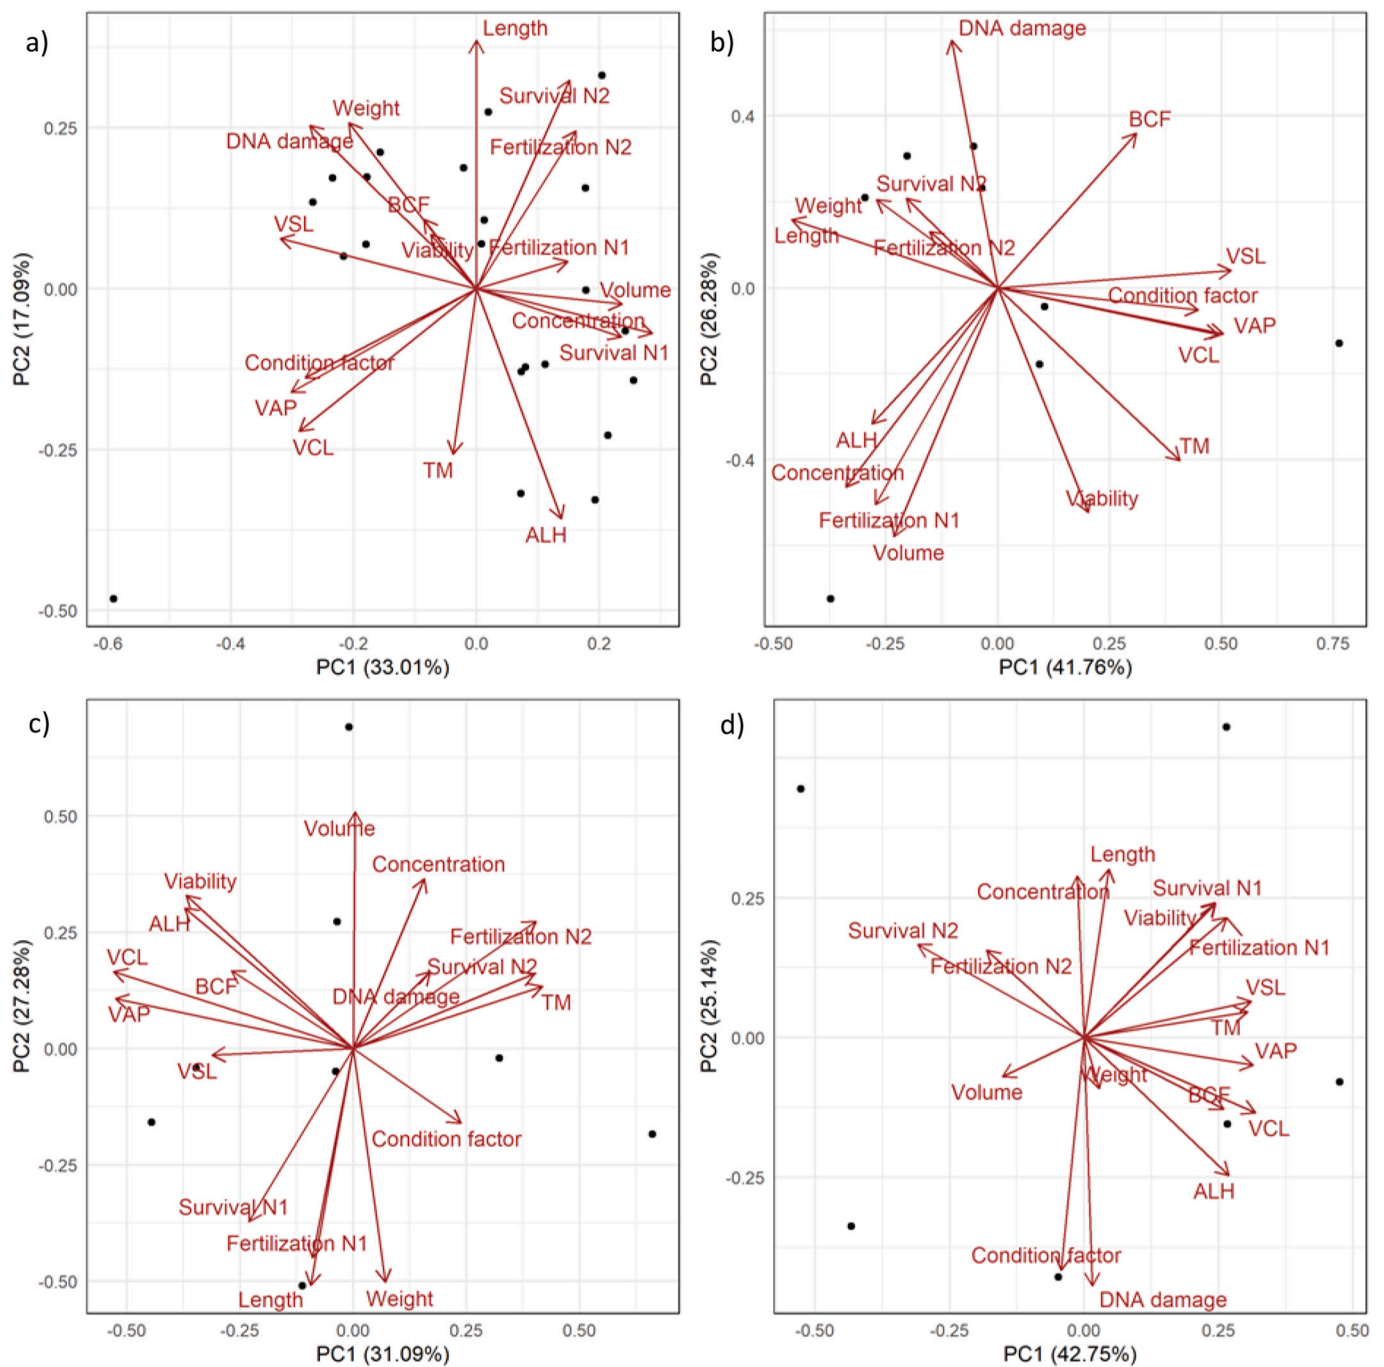 a)
Length
Survival N2
Weight
DNA damage
Fertilization N2
BCF
VSL
Viability
Fertilization N1
Volume
Concentration
Survival N1
Condition factor
VAP
VCL
TM
ALH
0.25
0.00
-0.25
-0.50
PC2 (17.09%)
-0.6 -0.4 -0.2 0.0 0.2
PC1 (33.01%)
b)
DNA damage
BCF
Survival N2
Weight
Length
Fertilization N2
VSL
Condition factor
VAP
VCL
ALH
TM
Concentration
Viability
Fertilization N1
Volume
0.4
0.0
-0.4
PC2 (26.28%)
-0.50 -0.25 0.00 0.25 0.50 0.75
PC1 (41.76%)
c)
Volume
Concentration
Viability
ALH
Fertilization N2
VCL
Survival N2
BCF
DNA damage
TM
VAP
VSL
Condition factor
Survival N1
Fertilization N1
Length
Weight
0.50
0.25
0.00
-0.25
-0.50
PC2 (27.28%)
-0.50 -0.25 0.00 0.25 0.50
PC1 (31.09%)
d)
Length
Concentration
Survival N1
Viability
Survival N2
Fertilization N1
Fertilization N2
VSL
TM
VAP
Weight
Volume
BCF
VCL
ALH
Condition factor
DNA damage
0.25
0.00
-0.25
PC2 (25.14%)
-0.50 -0.25 0.00 0.25 0.50
PC1 (42.75%)